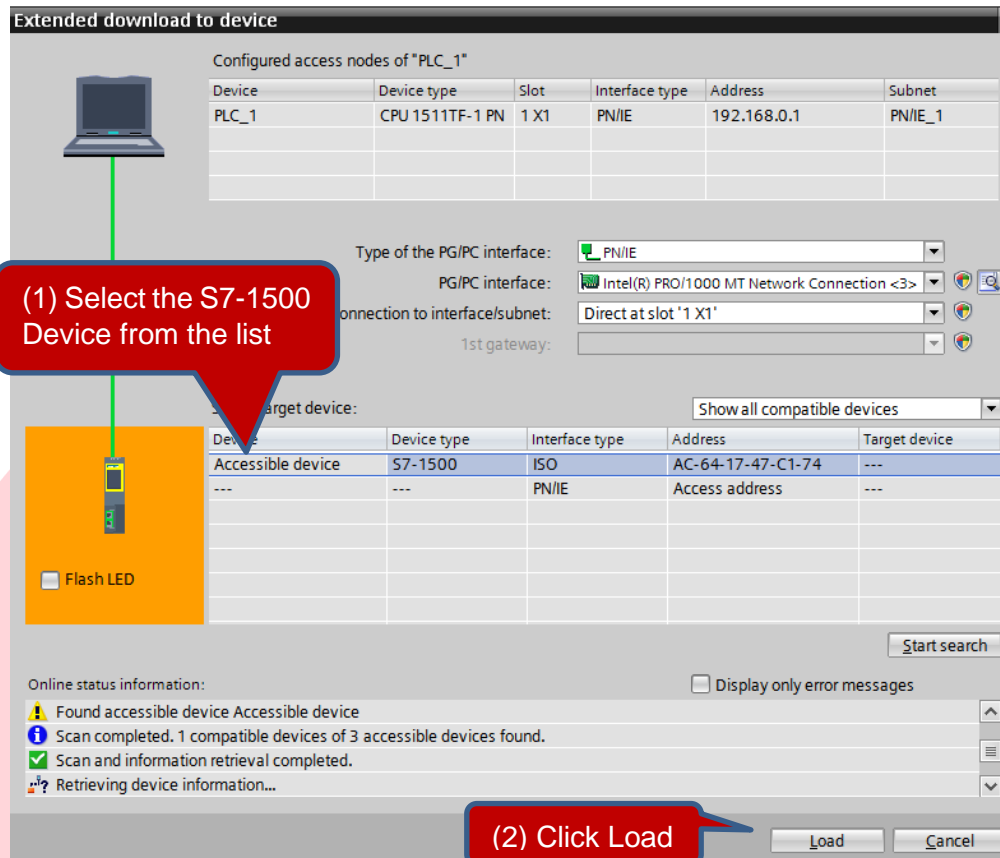 Extended download to device
Configured access nodes of "PLC_1"
Device Device type Slot Interface type Address Subnet
PLC_1 CPU 1511TF-1 PN 1 X1 PN/IE 192.168.0.1 PN/IE_1
Type of the PG/PC interface: PN/IE
PG/PC interface: Intel(R) PRO/1000 MT Network Connection <3>
(1) Select the S7-1500
Device from the list
onnection to interface/subnet: Direct at slot '1 X1'
1st gateway:
arget device: Show all compatible devices
Device type Interface type Address Target device
Accessible device S7-1500 ISO AC-64-17-47-C1-74 ---
--- --- PN/IE Access address ---
Flash LED
Start search
Online status information: Display only error messages
Found accessible device Accessible device
Scan completed. 1 compatible devices of 3 accessible devices found.
Scan and information retrieval completed.
Retrieving device information...
(2) Click Load
Load Cancel